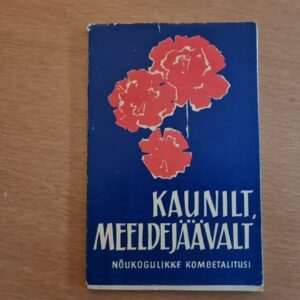 KAUNILT,
MEELDEJÄÄVALT
NÕUKOGULIKKE KOMBETALITUSI